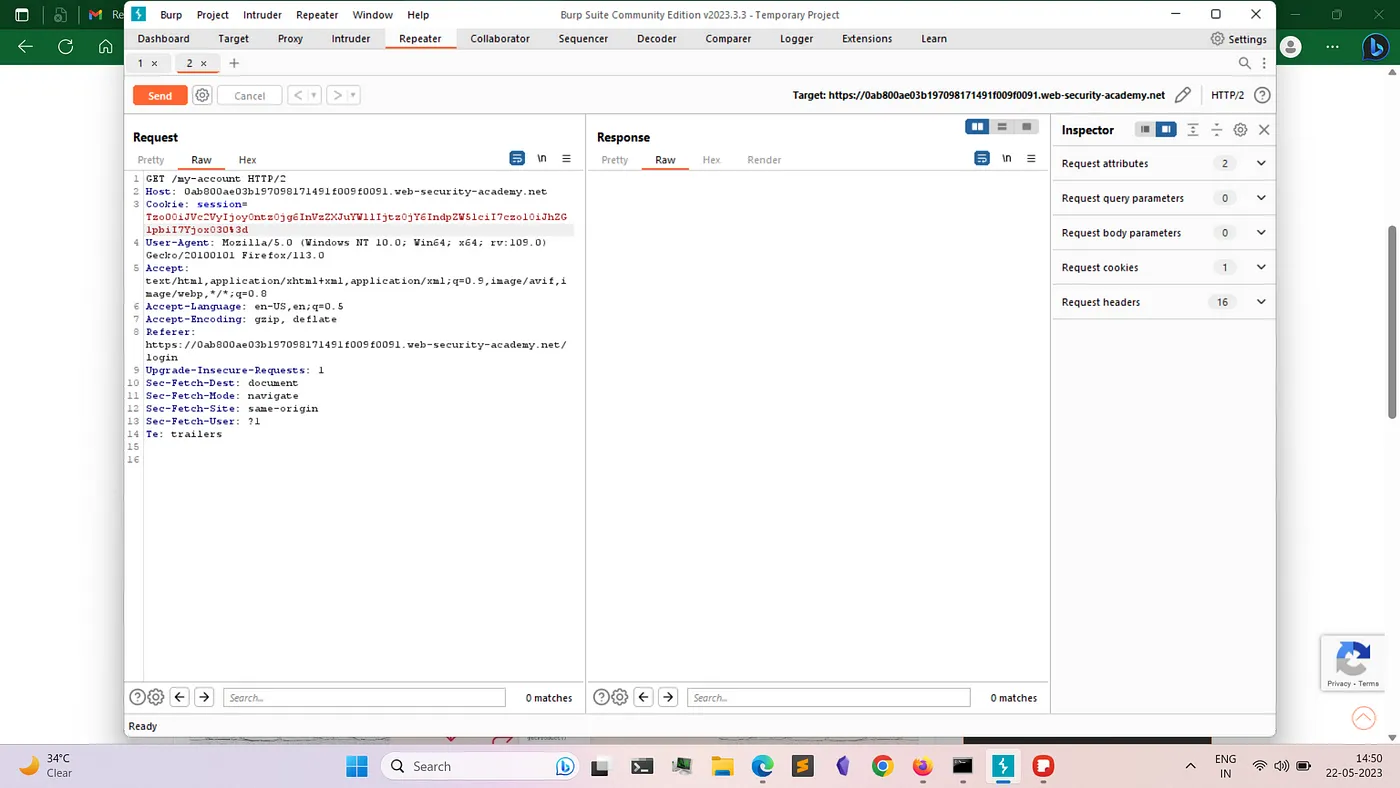 Re
Burp Project Intruder Repeater Window Help
Burp Suite Community Edition v2023.3.3 - Temporary Project
Dashboard Target Proxy Intruder Repeater Collaborator Sequencer Decoder Comparer Logger Extensions Learn
Settings
1 × 2 × +
Send Cancel < >
Target: https://0ab800ae03b197098171491f009f0091.web-security-academy.net
HTTP/2
Request
Pretty Raw Hex
\n
1 GET /my-account HTTP/2
2 Host: 0ab800ae03b197098171491f009f0091.web-security-academy.net
3 Cookie: session=
Tzo0OiJVc2VyIjoyOntzOjg6InVzZXJuYW1lIjtzOjY6IndpZW5lciI7czo1OiJhZG
1pbiI7Yjox030%3d
4 User-Agent: Mozilla/5.0 (Windows NT 10.0; Win64; x64; rv:109.0)
Gecko/20100101 Firefox/113.0
5 Accept:
text/html,application/xhtml+xml,application/xml;q=0.9,image/avif,i
mage/webp,*/*;q=0.8
6 Accept-Language: en-US,en;q=0.5
7 Accept-Encoding: gzip, deflate
8 Referer:
https://0ab800ae03b197098171491f009f0091.web-security-academy.net/
login
9 Upgrade-Insecure-Requests: 1
10 Sec-Fetch-Dest: document
11 Sec-Fetch-Mode: navigate
12 Sec-Fetch-Site: same-origin
13 Sec-Fetch-User: ?1
14 Te: trailers
15
16
Search...
0 matches
Response
Pretty Raw Hex Render
\n
Search...
0 matches
Inspector
Request attributes 2
Request query parameters 0
Request body parameters 0
Request cookies 1
Request headers 16
Ready
Privacy - Terms
34°C
Clear
Search
ENG
IN
14:50
22-05-2023